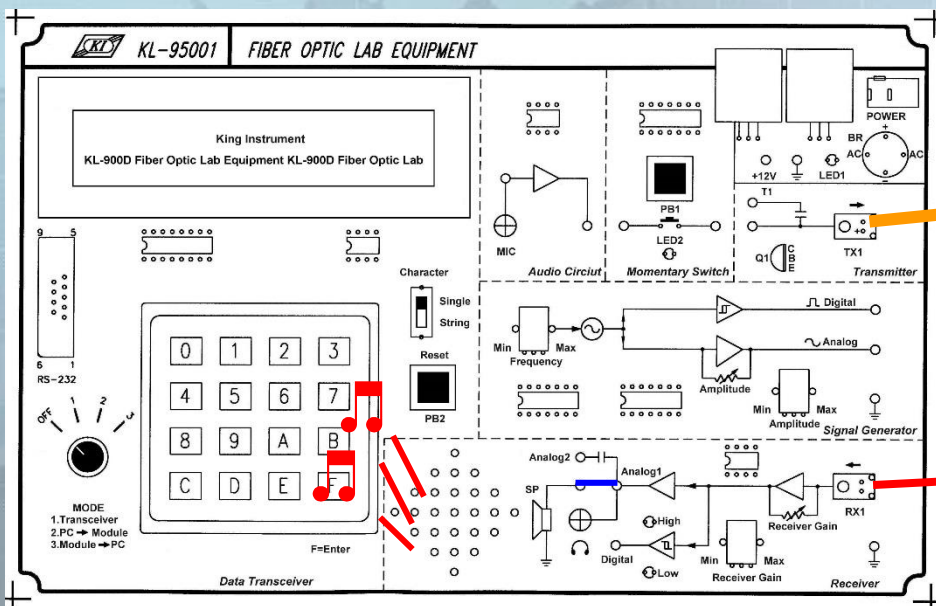 KI KL-95001 FIBER OPTIC LAB EQUIPMENT
King Instrument
KL-900D Fiber Optic Lab Equipment KL-900D Fiber Optic Lab
9 5
6 1
RS-232
OFF 1 2 3
MODE
1.Transceiver
2.PC → Module
3.Module → PC
0 1 2 3
4 5 6 7
8 9 A B
C D E F
F=Enter
Data Transceiver
Character
Single
String
Reset
PB2
MIC
Audio Circiut
PB1
LED2
Momentary Switch
POWER
+12V
LED1
BR
+
AC AC
-
T1
Q1
C
B
E
TX1
Transmitter
Min Max
Frequency
Digital
Analog
Amplitude
Min Max
Amplitude
Signal Generator
Analog2
Analog1
SP
High
Digital
Low
Receiver Gain
Min Max
Receiver Gain
RX1
Receiver